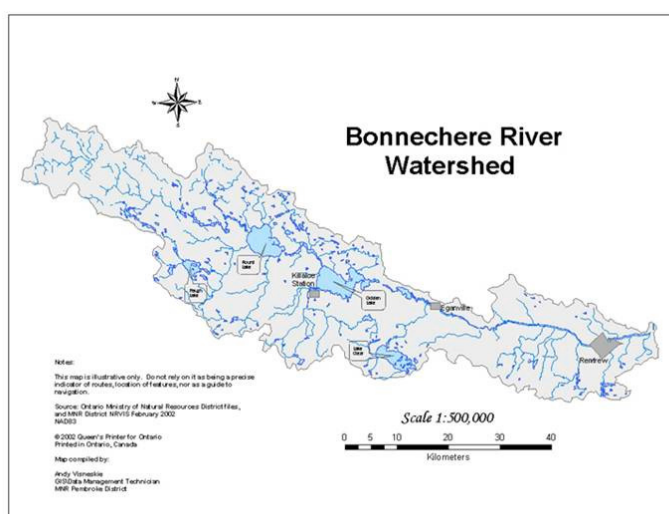 N
Bonnechere River
Watershed
Round
Lake
Killaloe
Station
Golden
Lake
Eganville
Lake
Renfrew
Notes:
This map is illustrative only. Do not rely on it as being a precise
indicator of routes, location of features, nor as a guide to
navigation.
Source: Ontario Ministry of Natural Resources District files,
and MNR District NRVIS February 2002
NAD83
© 2002 Queen's Printer for Ontario
Printed in Ontario, Canada
Map compiled by:
Andy Visneskie
GIS\Data Management Technician
MNR Pembroke District
Scale 1:500,000
0 5 10 20 30 40
Kilometers